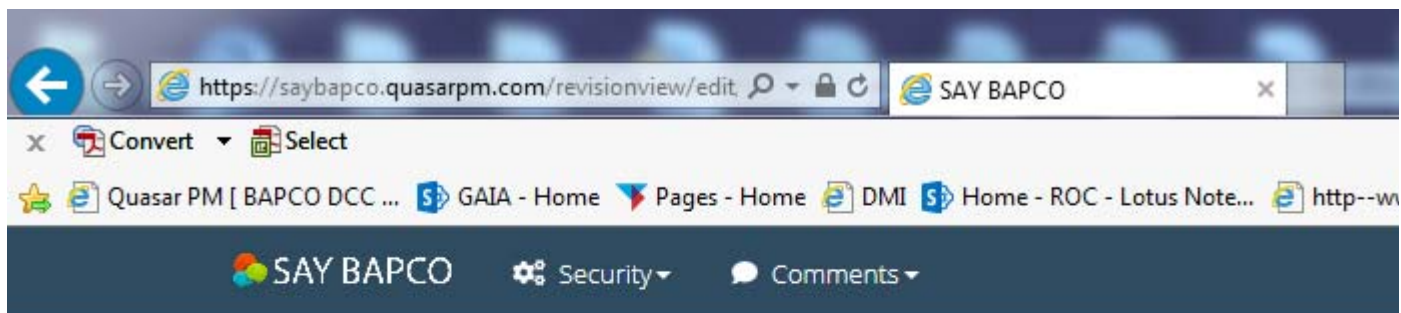 https://saybapco.quasarpm.com/revisionview/edit SAY BAPCO
Convert Select
Quasar PM [ BAPCO DCC ... GAIA - Home Pages - Home DMI Home - ROC - Lotus Note... http--ww
SAY BAPCO Security Comments